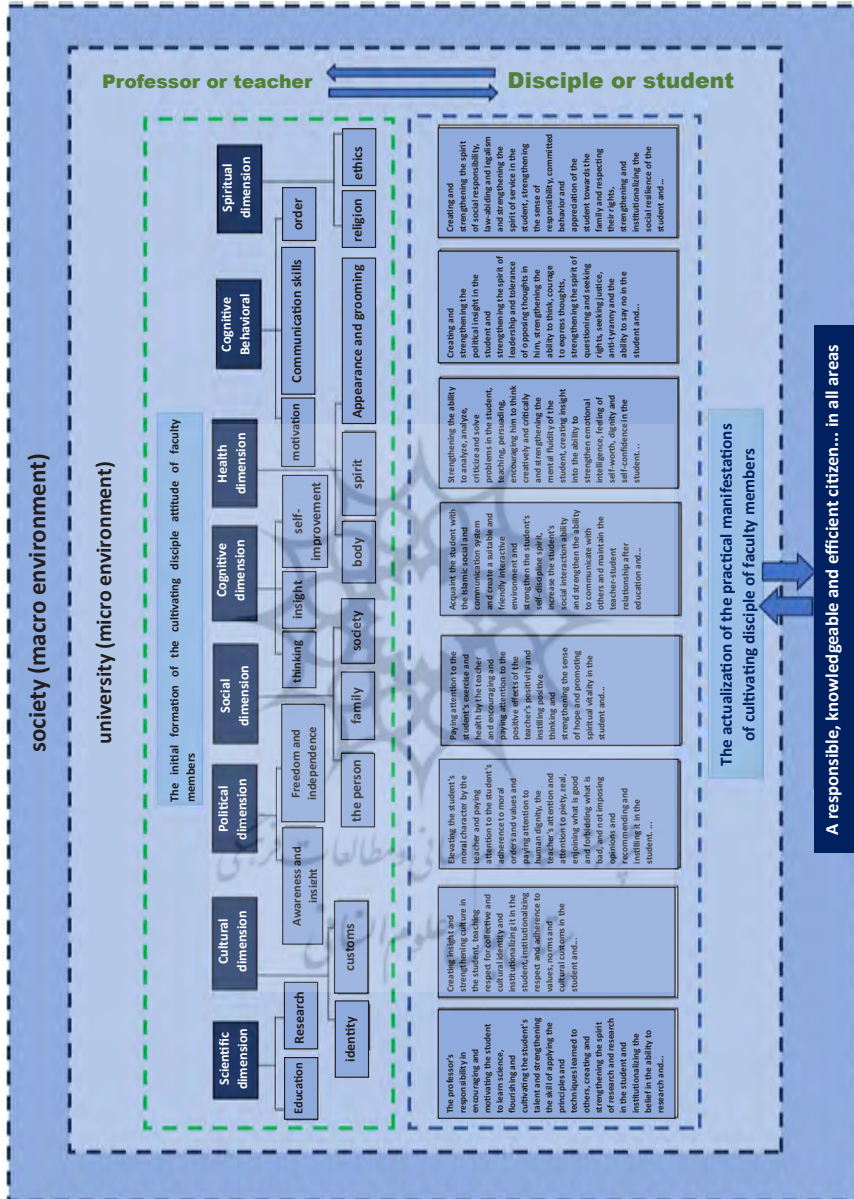 society (macro environment)
university (micro environment)
Professor or teacher
Disciple or student
The initial formation of the cultivating disciple attitude of faculty
members
Scientific
dimension
Cultural
dimension
Political
dimension
Social
dimension
Cognitive
dimension
Health
dimension
Cognitive
Behavioral
Spiritual
dimension
Education
Research
identity
customs
Awareness and
insight
Freedom and
independence
the person
family
society
thinking
insight
self-
improvement
body
spirit
motivation
Communication skills
order
Appearance and grooming
religion
ethics
The professor's
responsibility in
encouraging and
motivating the student
to learn science,
flourishing and
cultivating the student's
talent and strengthening
the skill of applying the
principles and
techniques learned to
others, creating and
strengthening the spirit
of research and research
in the student and
institutionalizing the
belief in the ability to
research and...
Creating insight and
strengthening culture in
the student, teaching
respect for collective and
cultural identity and
institutionalizing it in the
student, institutionalizing
respect and adherence to
values, norms and
cultural customs in the
student and...
Elevating the student's
moral character by the
teacher and paying
attention to the student's
adherence to moral
orders and values and
paying attention to
human dignity, the
teacher's attention and
attention to piety, zeal,
enjoining what is good
and forbidding what is
bad, and not imposing
opinions and
recommending and
instilling it in the
student. ...
Paying attention to the
student's exercise and
health by the teacher
and encouraging and
paying attention to the
positive effects of the
teacher's positivity and
instilling positive
thinking and
strengthening the sense
of hope and promoting
spiritual vitality in the
student and...
Acquaint the student with
the Islamic social and
communication system
and create a suitable and
friendly interactive
environment and
strengthen the student's
self-discipline spirit,
increase the student's
social interaction ability
and strengthen the ability
to communicate with
others and maintain the
teacher-student
relationship after
education and...
Strengthening the ability
to analyze, analyze,
criticize and solve
problems in the student,
teaching, persuading,
encouraging him to think
creatively and critically
and strengthening the
mental fluidity of the
student, creating insight
into the ability to
strengthen emotional
intelligence, feeling of
self-worth, dignity and
self-confidence in the
student...
Creating and
strengthening the
political insight in the
student and
strengthening the spirit of
leadership and tolerance
of opposing thoughts in
him, strengthening the
ability to think, courage
to express thoughts,
strengthening the spirit of
questioning and seeking
rights, seeking justice,
anti-tyranny and the
ability to say no in the
student and...
Creating and
strengthening the spirit
of social responsibility,
law-abiding and legalism
and strengthening the
spirit of service in the
student, strengthening
the sense of
responsibility, committed
behavior and
appreciation of the
student towards the
family and respecting
their rights,
strengthening and
institutionalizing the
social resilience of the
student and...
The actualization of the practical manifestations
of cultivating disciple of faculty members
A responsible, knowledgeable and efficient citizen... in all areas